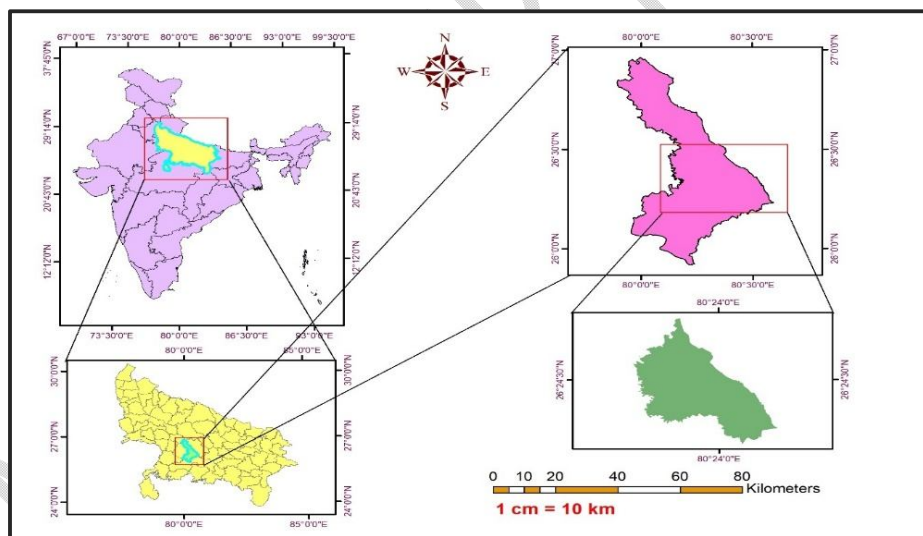 67°0'0"E 73°30'0"E 80°0'0"E 86°30'0"E 93°0'0"E 99°30'0"E
37°45'0"N
29°14'0"N
20°43'0"N
12°12'0"N
29°14'0"N
20°43'0"N
12°12'0"N
73°30'0"E 80°0'0"E 86°30'0"E 93°0'0"E
N
W E
S
80°0'0"E 80°30'0"E
27°0'0"N
26°30'0"N
26°0'0"N
27°0'0"N
26°30'0"N
26°0'0"N
80°0'0"E 80°30'0"E
80°0'0"E 85°0'0"E
30°0'0"N
27°0'0"N
24°0'0"N
30°0'0"N
27°0'0"N
24°0'0"N
80°0'0"E 85°0'0"E
80°24'0"E
26°24'30"N
26°24'30"N
80°24'0"E
0 5 10 20 40 60 80
Kilometers
1 cm = 10 km